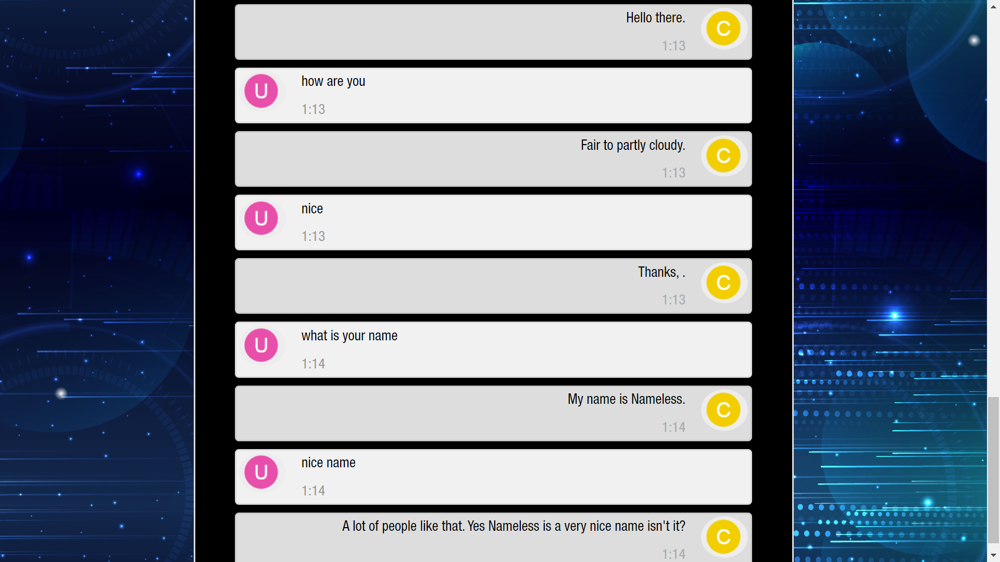 Hello there.
C
1:13
U
how are you
1:13
Fair to partly cloudy.
C
1:13
U
nice
1:13
Thanks, .
C
1:13
U
what is your name
1:14
My name is Nameless.
C
1:14
U
nice name
1:14
A lot of people like that. Yes Nameless is a very nice name isn't it?
C
1:14